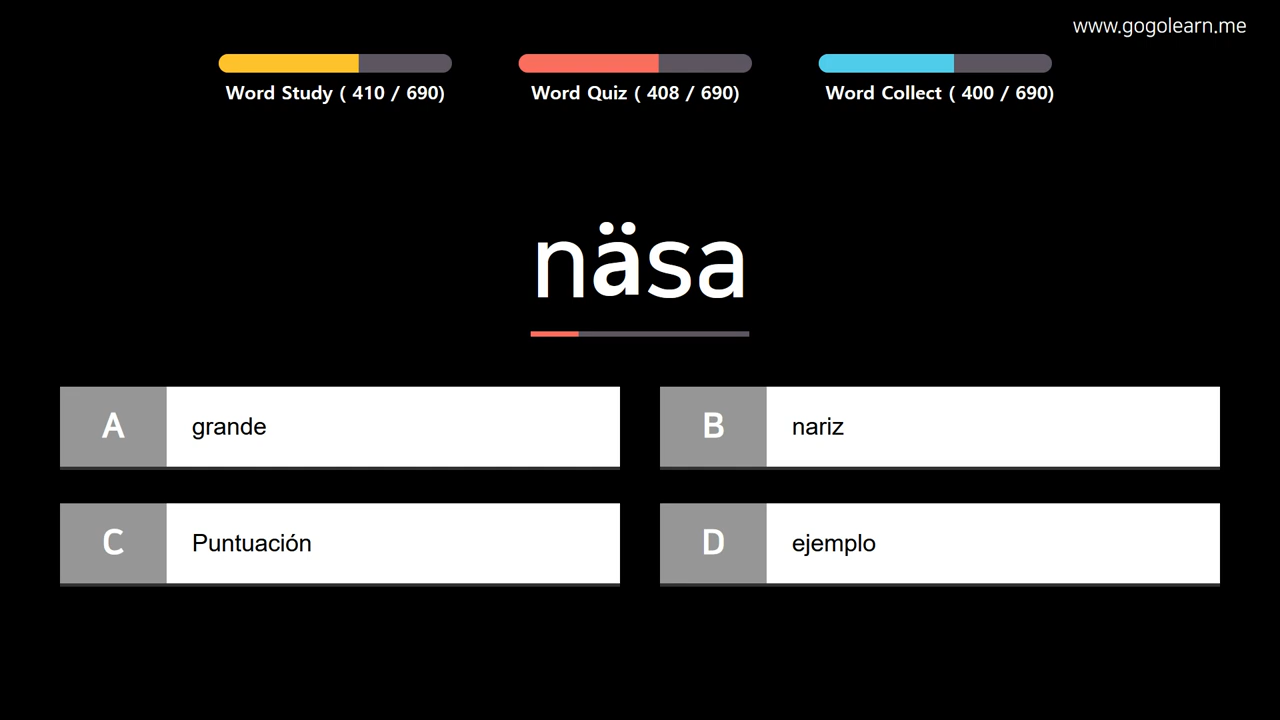 www.gogolearn.me
Word Study ( 410 / 690)
Word Quiz ( 408 / 690)
Word Collect ( 400 / 690)
näsa
A grande
B nariz
C Puntuación
D ejemplo